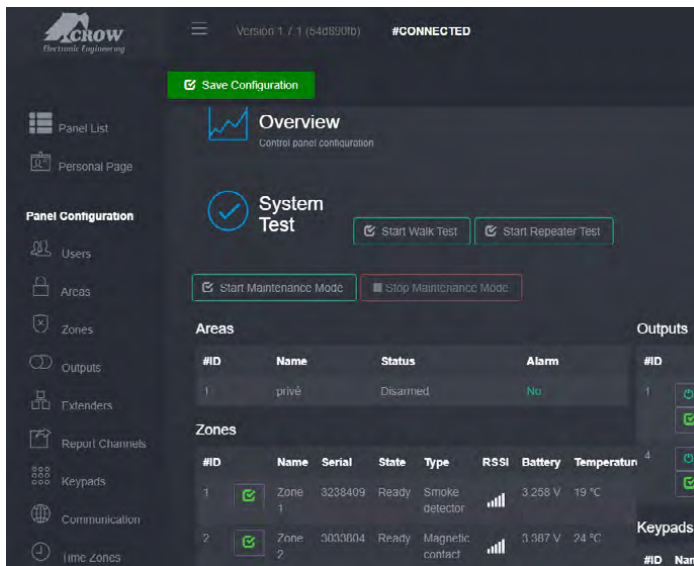 CROW
Electronic Engineering
Version 1.7.1 (54d890fb)
#CONNECTED
Save Configuration
Panel List
Personal Page
Panel Configuration
Users
Areas
Zones
Outputs
Extenders
Report Channels
Keypads
Communication
Time Zones
Overview
Control panel configuration
System
Test
Start Walk Test
Start Repeater Test
Start Maintenance Mode
Stop Maintenance Mode
Areas
#ID Name Status Alarm
1 privé Disarmed No
Zones
#ID Name Serial State Type RSSI Battery Temperatur
1 Zone 1 3238409 Ready Smoke detector 3.258 V 19 °C
2 Zone 2 3033804 Ready Magnetic contact 3.387 V 24 °C
Outputs
#ID
1
4
Keypads
#ID Nam